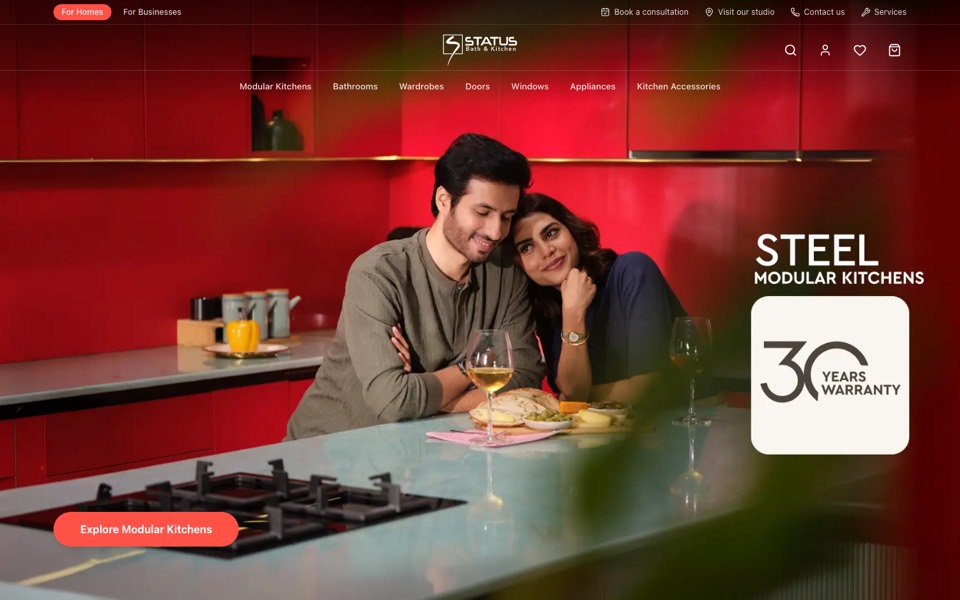 For Homes
For Businesses
Book a consultation
Visit our studio
Contact us
Services
STATUS
Bath & Kitchen
Modular Kitchens
Bathrooms
Wardrobes
Doors
Windows
Appliances
Kitchen Accessories
STEEL
MODULAR KITCHENS
30
YEARS
WARRANTY
Explore Modular Kitchens